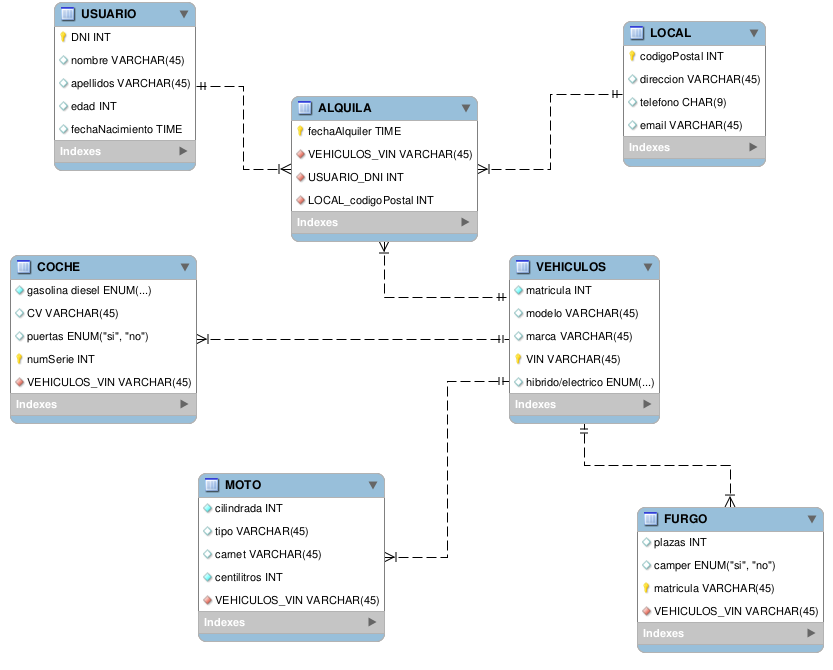 USUARIO
DNI INT
nombre VARCHAR(45)
apellidos VARCHAR(45)
edad INT
fechaNacimiento TIME
Indexes
LOCAL
codigoPostal INT
direccion VARCHAR(45)
telefono CHAR(9)
email VARCHAR(45)
Indexes
ALQUILA
fechaAlquiler TIME
VEHICULOS_VIN VARCHAR(45)
USUARIO_DNI INT
LOCAL_codigoPostal INT
Indexes
COCHE
gasolina diesel ENUM(...)
CV VARCHAR(45)
puertas ENUM("si", "no")
numSerie INT
VEHICULOS_VIN VARCHAR(45)
Indexes
VEHICULOS
matricula INT
modelo VARCHAR(45)
marca VARCHAR(45)
VIN VARCHAR(45)
hibrido/electrico ENUM(...)
Indexes
MOTO
cilindrada INT
tipo VARCHAR(45)
carnet VARCHAR(45)
centilitros INT
VEHICULOS_VIN VARCHAR(45)
Indexes
FURGO
plazas INT
camper ENUM("si", "no")
matricula VARCHAR(45)
VEHICULOS_VIN VARCHAR(45)
Indexes